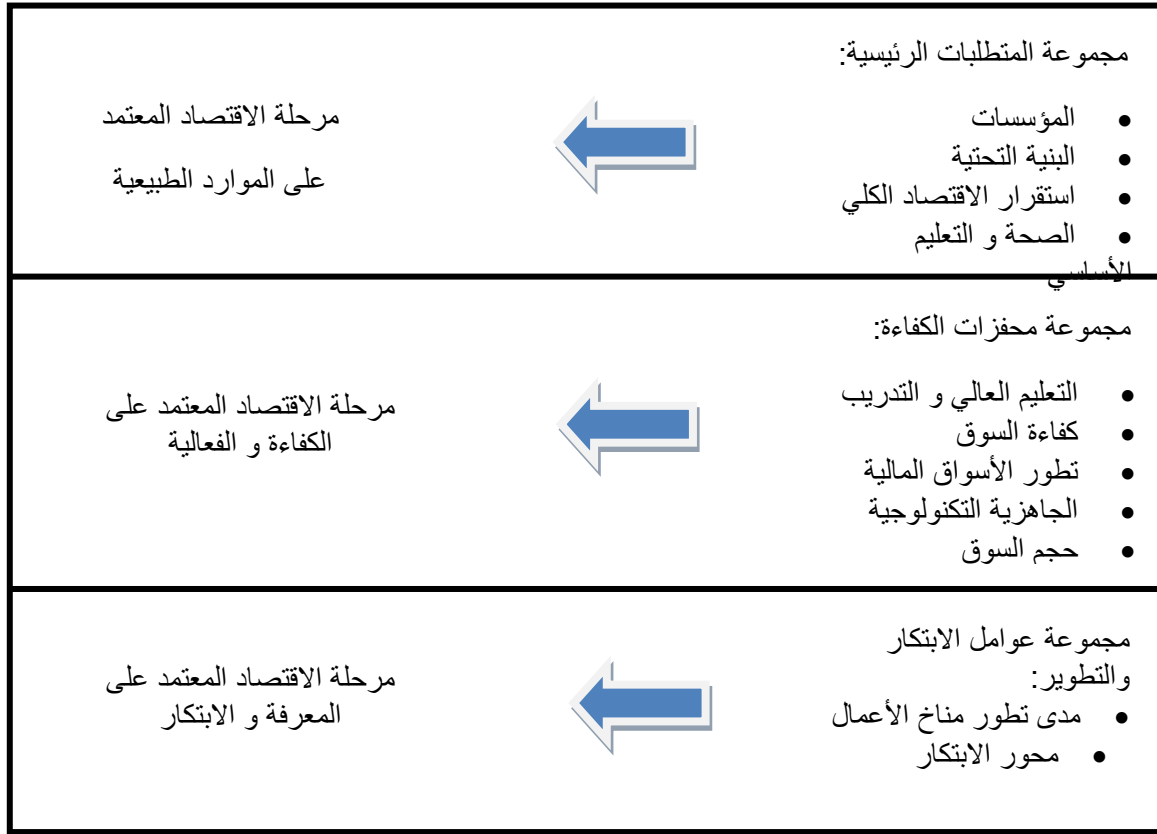 مجموعة المتطلبات الرئيسية:
• المؤسسات
• البنية التحتية
• استقرار الاقتصاد الكلي
• الصحة و التعليم
الأساسي
مرحلة الاقتصاد المعتمد
على الموارد الطبيعية
مجموعة محفزات الكفاءة:
• التعليم العالي و التدريب
• كفاءة السوق
• تطور الأسواق المالية
• الجاهزية التكنولوجية
• حجم السوق
مرحلة الاقتصاد المعتمد على
الكفاءة و الفعالية
مجموعة عوامل الابتكار
والتطوير:
• مدى تطور مناخ الأعمال
• محور الابتكار
مرحلة الاقتصاد المعتمد على
المعرفة و الابتكار